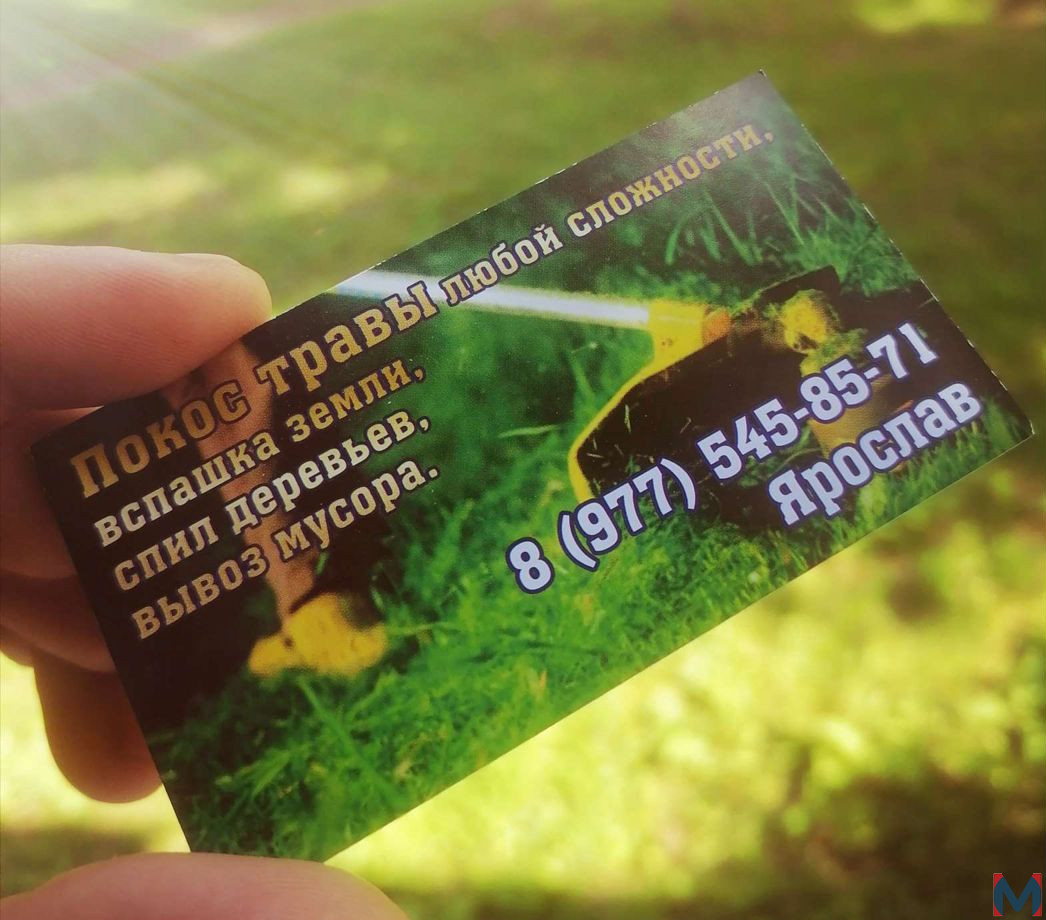 Покос травы любой сложности,
вспашка земли,
спил деревьев,
вывоз мусора.
8 (977) 545-85-71
Ярослав
M